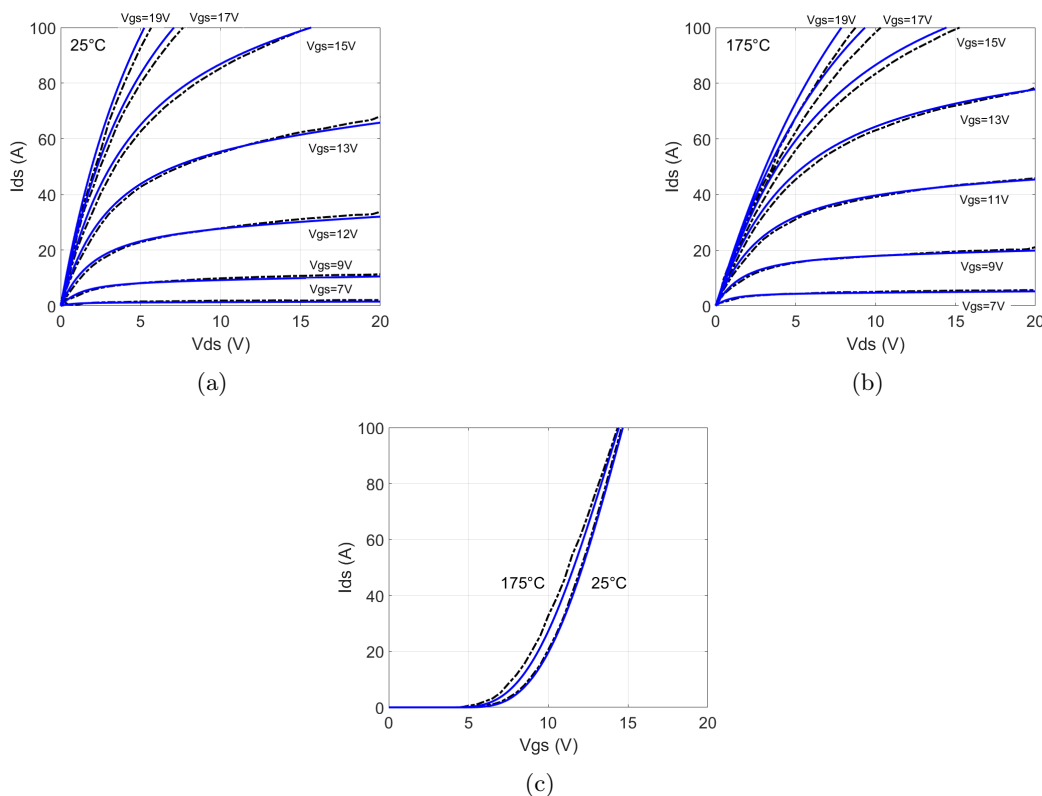 Vgs=19V Vgs=17V
25°C
Vgs=15V
Vgs=13V
Vgs=12V
Vgs=9V
Vgs=7V
100
80
60
40
20
0
0 5 10 15 20
Ids (A)
Vds (V)
(a)
Vgs=19V Vgs=17V
175°C
Vgs=15V
Vgs=13V
Vgs=11V
Vgs=9V
Vgs=7V
100
80
60
40
20
0
0 5 10 15 20
Ids (A)
Vds (V)
(b)
100
80
60
40
20
0
0 5 10 15 20
175°C 25°C
Ids (A)
Vgs (V)
(c)